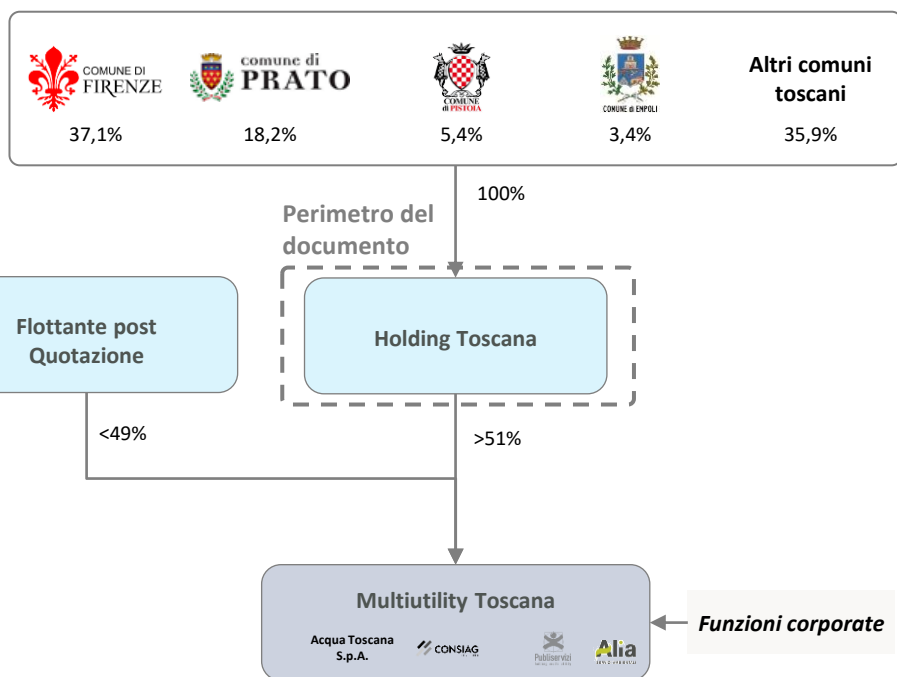 COMUNE DI
FIRENZE
37,1%
comune di
PRATO
18,2%
COMUNE
di PISTOIA
5,4%
COMUNE di EMPOLI
3,4%
Altri comuni
toscani
35,9%
100%
Perimetro del
documento
Flottante post
Quotazione
Holding Toscana
<49%
>51%
Multiutility Toscana
Acqua Toscana
S.p.A.
CONSIAG
Publiservizi
Alia
Funzioni corporate